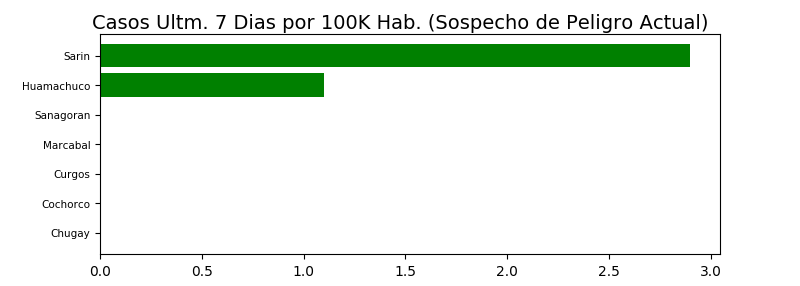 Casos Ultm. 7 Dias por 100K Hab. (Sospecho de Peligro Actual)
Sarin
Huamachuco
Sanagoran
Marcabal
Curgos
Cochorco
Chugay
0.0 0.5 1.0 1.5 2.0 2.5 3.0